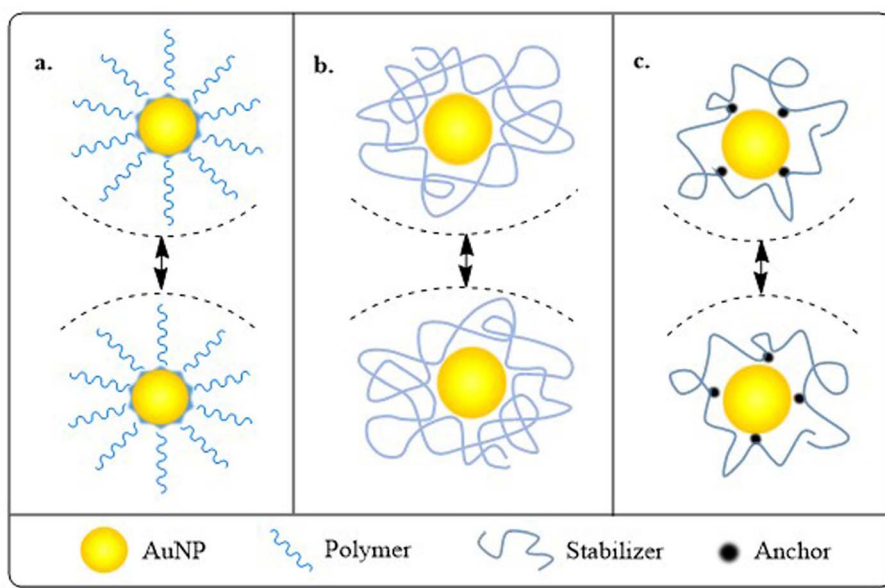 a.
b.
c.
AuNP
Polymer
Stabilizer
Anchor